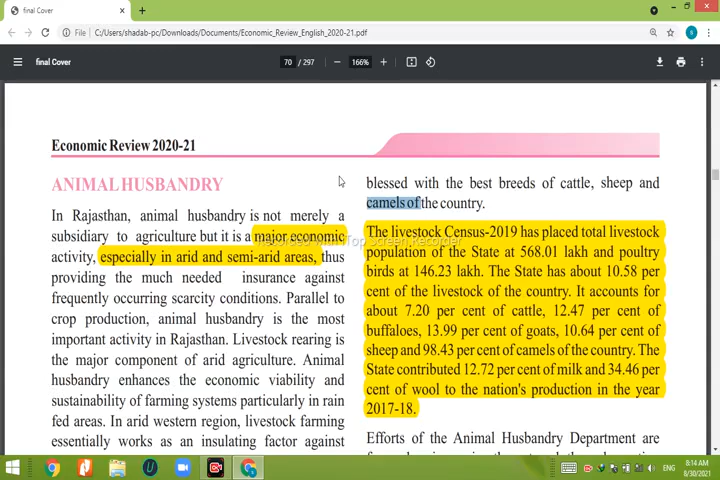 final Cover
File
C:/Users/shadab-pc/Downloads/Documents/Economic_Review_English_2020-21.pdf
final Cover
70 / 297
166%
Economic Review 2020-21
ANIMAL HUSBANDRY
In Rajasthan, animal husbandry is not merely a
subsidiary to agriculture but it is a major economic
activity, especially in arid and semi-arid areas, thus
providing the much needed insurance against
frequently occurring scarcity conditions. Parallel to
crop production, animal husbandry is the most
important activity in Rajasthan. Livestock rearing is
the major component of arid agriculture. Animal
husbandry enhances the economic viability and
sustainability of farming systems particularly in rain
fed areas. In arid western region, livestock farming
essentially works as an insulating factor against
blessed with the best breeds of cattle, sheep and
camels of the country.
The livestock Census-2019 has placed total livestock
population of the State at 568.01 lakh and poultry
birds at 146.23 lakh. The State has about 10.58 per
cent of the livestock of the country. It accounts for
about 7.20 per cent of cattle, 12.47 per cent of
buffaloes, 13.99 per cent of goats, 10.64 per cent of
sheep and 98.43 per cent of camels of the country. The
State contributed 12.72 per cent of milk and 34.46 per
cent of wool to the nation's production in the year
2017-18.
Efforts of the Animal Husbandry Department are
Recorded with iTop Screen Recorder
ENG
8:14 AM
8/30/2021